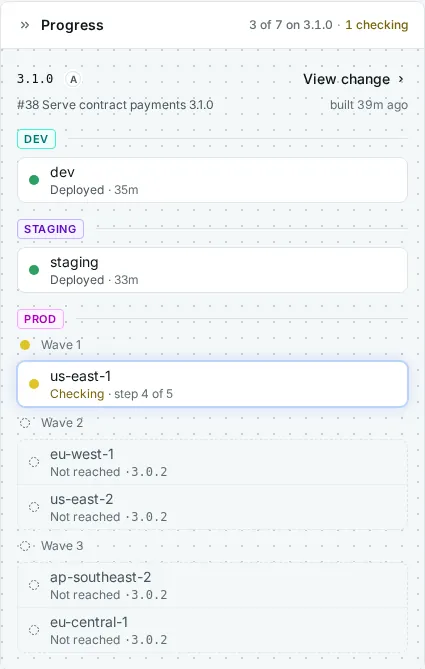 » Progress 3 of 7 on 3.1.0 · 1 checking
3.1.0 A View change ›
#38 Serve contract payments 3.1.0 built 39m ago
DEV
dev
Deployed · 35m
STAGING
staging
Deployed · 33m
PROD
Wave 1
us-east-1
Checking · step 4 of 5
Wave 2
eu-west-1
Not reached · 3.0.2
us-east-2
Not reached · 3.0.2
Wave 3
ap-southeast-2
Not reached · 3.0.2
eu-central-1
Not reached · 3.0.2